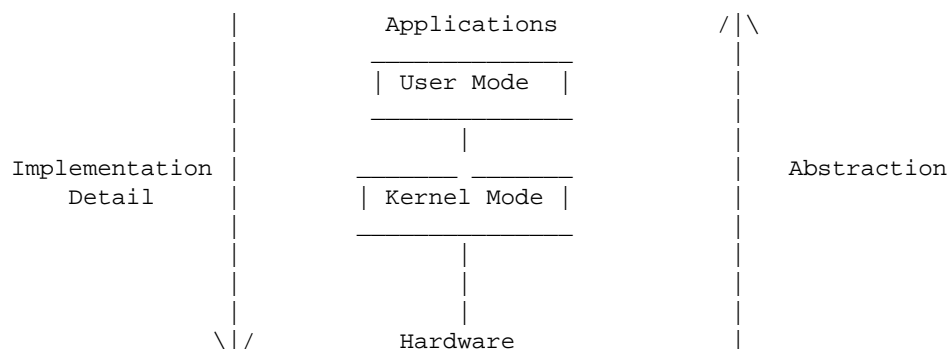 Applications
User Mode
Implementation
Detail
Abstraction
Kernel Mode
Hardware